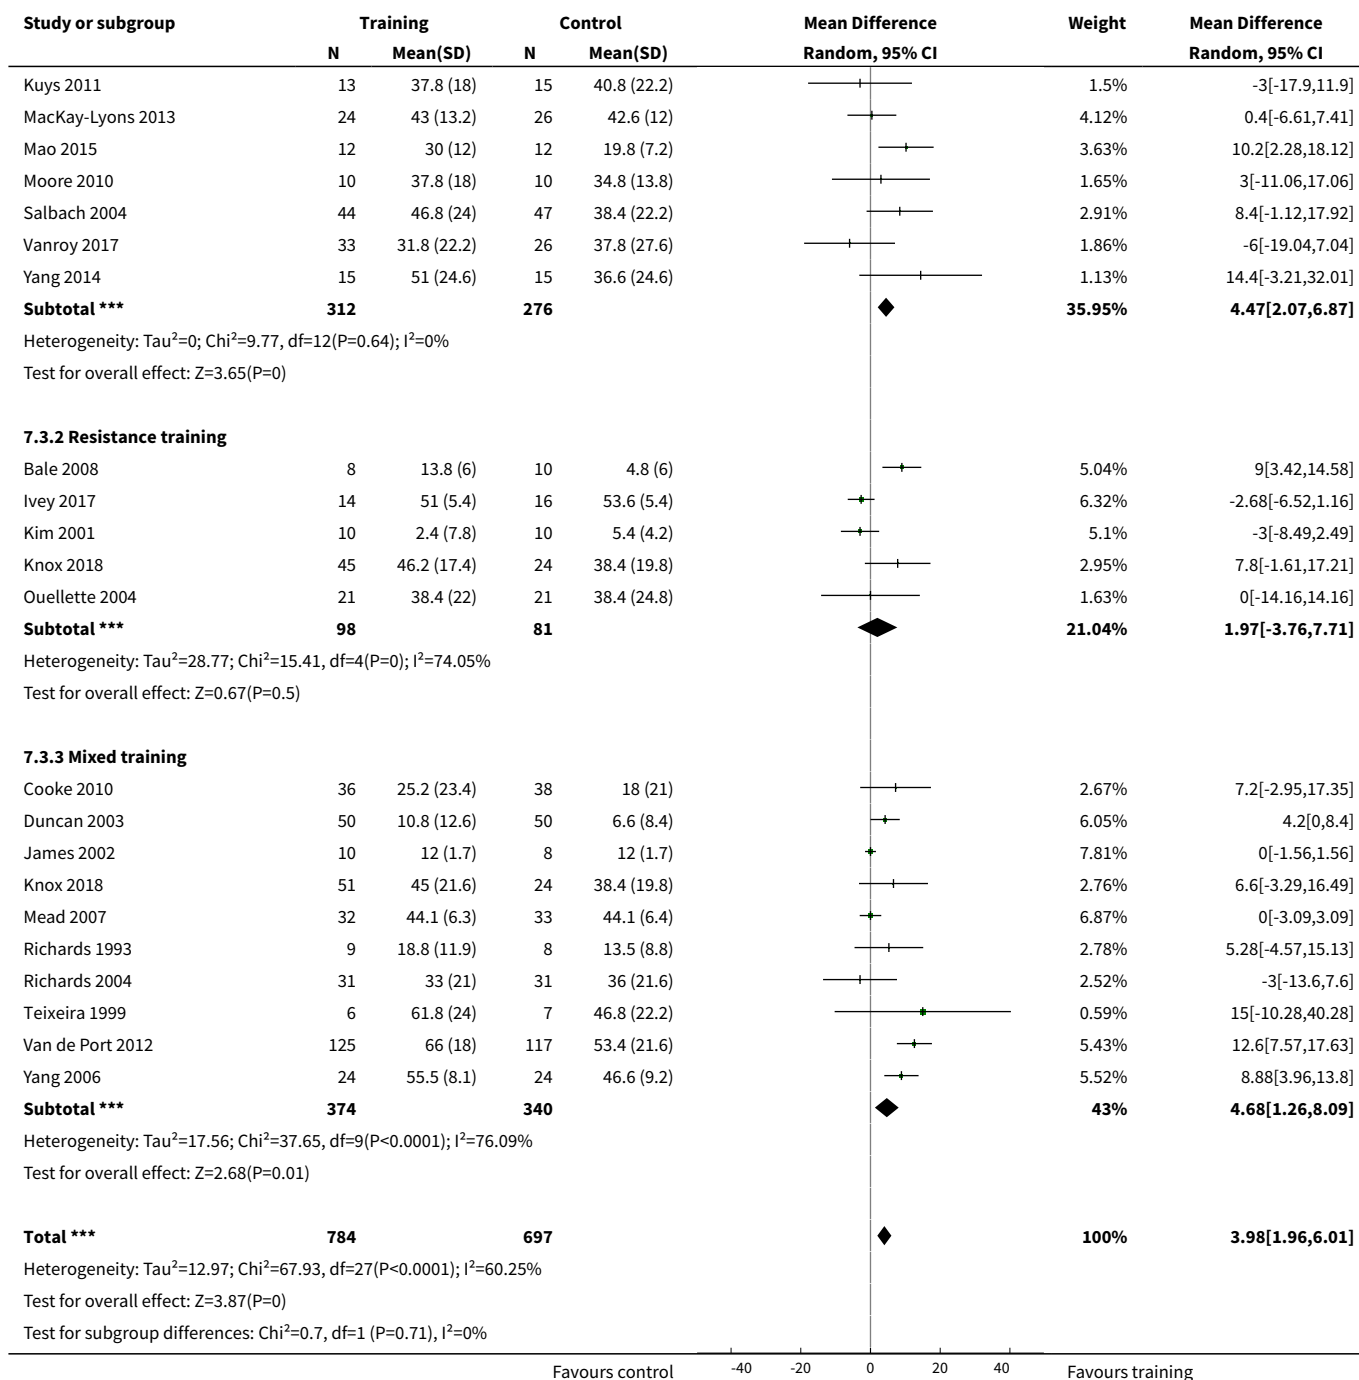 Study or subgroup Training Control Mean Difference Weight Mean Difference
N Mean(SD) N Mean(SD) Random, 95% CI Random, 95% CI
Kuys 2011 13 37.8 (18) 15 40.8 (22.2) 1.5% -3[-17.9,11.9]
MacKay-Lyons 2013 24 43 (13.2) 26 42.6 (12) 4.12% 0.4[-6.61,7.41]
Mao 2015 12 30 (12) 12 19.8 (7.2) 3.63% 10.2[2.28,18.12]
Moore 2010 10 37.8 (18) 10 34.8 (13.8) 1.65% 3[-11.06,17.06]
Salbach 2004 44 46.8 (24) 47 38.4 (22.2) 2.91% 8.4[-1.12,17.92]
Vanroy 2017 33 31.8 (22.2) 26 37.8 (27.6) 1.86% -6[-19.04,7.04]
Yang 2014 15 51 (24.6) 15 36.6 (24.6) 1.13% 14.4[-3.21,32.01]
Subtotal *** 312 276 35.95% 4.47[2.07,6.87]
Heterogeneity: Tau²=0; Chi²=9.77, df=12(P=0.64); I²=0%
Test for overall effect: Z=3.65(P=0)
7.3.2 Resistance training
Bale 2008 8 13.8 (6) 10 4.8 (6) 5.04% 9[3.42,14.58]
Ivey 2017 14 51 (5.4) 16 53.6 (5.4) 6.32% -2.68[-6.52,1.16]
Kim 2001 10 2.4 (7.8) 10 5.4 (4.2) 5.1% -3[-8.49,2.49]
Knox 2018 45 46.2 (17.4) 24 38.4 (19.8) 2.95% 7.8[-1.61,17.21]
Ouellette 2004 21 38.4 (22) 21 38.4 (24.8) 1.63% 0[-14.16,14.16]
Subtotal *** 98 81 21.04% 1.97[-3.76,7.71]
Heterogeneity: Tau²=28.77; Chi²=15.41, df=4(P=0); I²=74.05%
Test for overall effect: Z=0.67(P=0.5)
7.3.3 Mixed training
Cooke 2010 36 25.2 (23.4) 38 18 (21) 2.67% 7.2[-2.95,17.35]
Duncan 2003 50 10.8 (12.6) 50 6.6 (8.4) 6.05% 4.2[0,8.4]
James 2002 10 12 (1.7) 8 12 (1.7) 7.81% 0[-1.56,1.56]
Knox 2018 51 45 (21.6) 24 38.4 (19.8) 2.76% 6.6[-3.29,16.49]
Mead 2007 32 44.1 (6.3) 33 44.1 (6.4) 6.87% 0[-3.09,3.09]
Richards 1993 9 18.8 (11.9) 8 13.5 (8.8) 2.78% 5.28[-4.57,15.13]
Richards 2004 31 33 (21) 31 36 (21.6) 2.52% -3[-13.6,7.6]
Teixeira 1999 6 61.8 (24) 7 46.8 (22.2) 0.59% 15[-10.28,40.28]
Van de Port 2012 125 66 (18) 117 53.4 (21.6) 5.43% 12.6[7.57,17.63]
Yang 2006 24 55.5 (8.1) 24 46.6 (9.2) 5.52% 8.88[3.96,13.8]
Subtotal *** 374 340 43% 4.68[1.26,8.09]
Heterogeneity: Tau²=17.56; Chi²=37.65, df=9(P<0.0001); I²=76.09%
Test for overall effect: Z=2.68(P=0.01)
Total *** 784 697 100% 3.98[1.96,6.01]
Heterogeneity: Tau²=12.97; Chi²=67.93, df=27(P<0.0001); I²=60.25%
Test for overall effect: Z=3.87(P=0)
Test for subgroup differences: Chi²=0.7, df=1 (P=0.71), I²=0%
Favours control -40 -20 0 20 40 Favours training